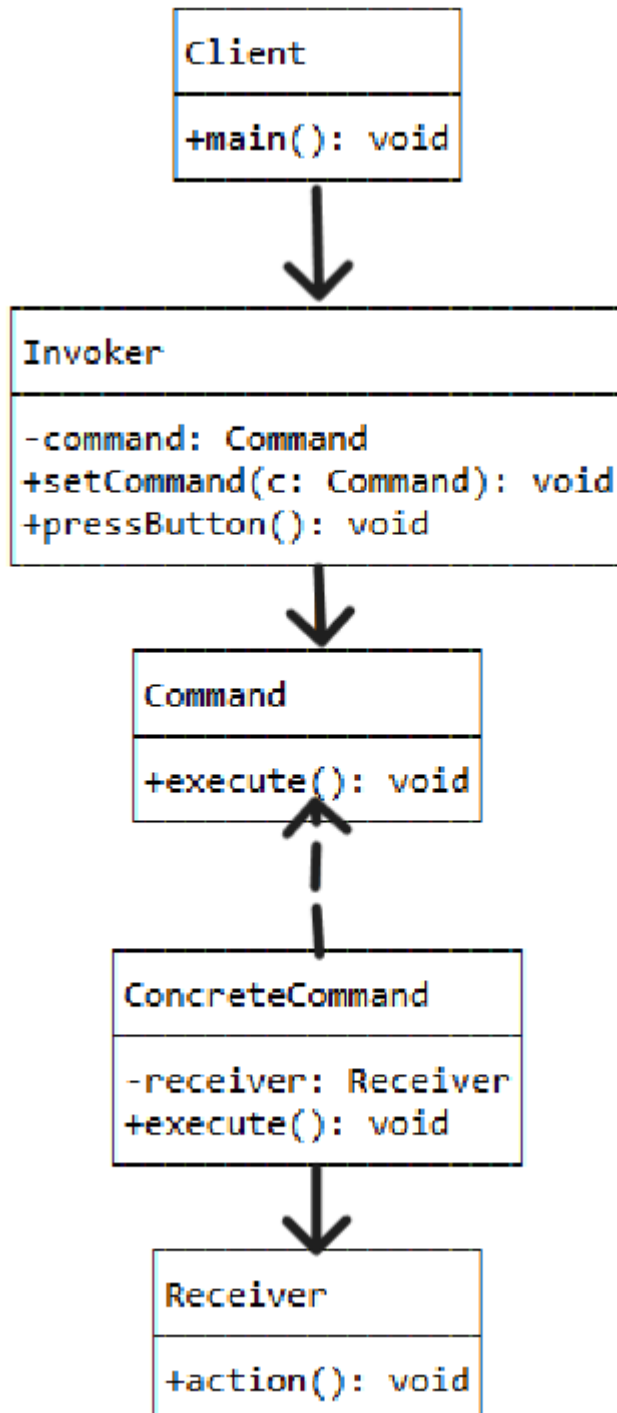 Client
+main(): void
Invoker
-command: Command
+setCommand(c: Command): void
+pressButton(): void
Command
+execute(): void
ConcreteCommand
-receiver: Receiver
+execute(): void
Receiver
+action(): void